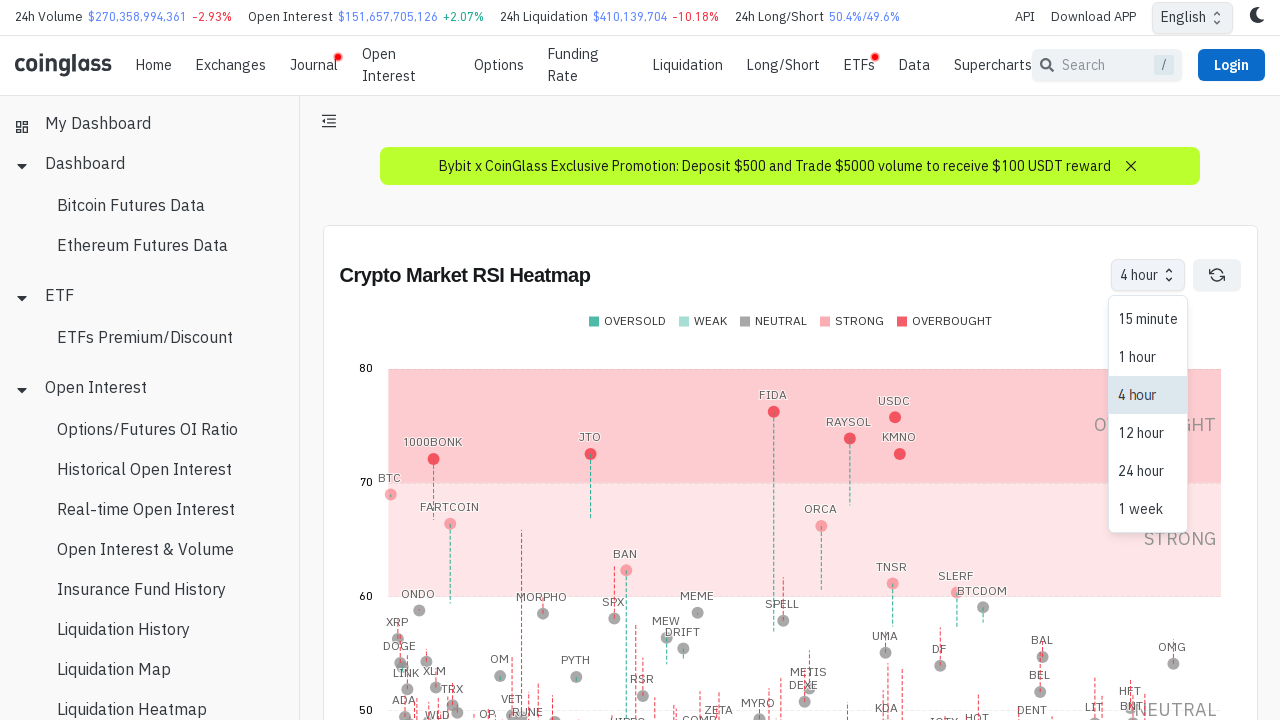 24h Volume $270,358,994,361 -2.93% Open Interest $151,657,705,126 +2.07% 24h Liquidation $410,139,704 -10.18% 24h Long/Short 50.4%/49.6% API Download APP English
coinglass Home Exchanges Journal Open Interest Options Funding Rate Liquidation Long/Short ETFs Data Supercharts Search / Login
My Dashboard
Dashboard
Bitcoin Futures Data
Ethereum Futures Data
ETF
ETFs Premium/Discount
Open Interest
Options/Futures OI Ratio
Historical Open Interest
Real-time Open Interest
Open Interest & Volume
Insurance Fund History
Liquidation History
Liquidation Map
Liquidation Heatmap
Bybit x CoinGlass Exclusive Promotion: Deposit $500 and Trade $5000 volume to receive $100 USDT reward
Crypto Market RSI Heatmap
4 hour
15 minute
1 hour
4 hour
12 hour
24 hour
1 week
OVERSOLD WEAK NEUTRAL STRONG OVERBOUGHT
80
FIDA
USDC
RAYSOL
JTO
KMNO
1000BONK
BTC
70
FARTCOIN
ORCA
STRONG
BAN
TNSR
SLERF
BTCDOM
60
ONDO
MORPHO
SPX
MEME
SPELL
XRP
MEW
DRIFT
UMA
BAL
DOGE
DF
OMG
LINK
XLM
OM
PYTH
RSR
METIS
DEXE
BEL
TRX
ADA
VET
MYRO
ZETA
KDA
HFT
LIT
BNT
DENT
50
WLD
OP
RUNE
COMP
HOT
NEUTRAL